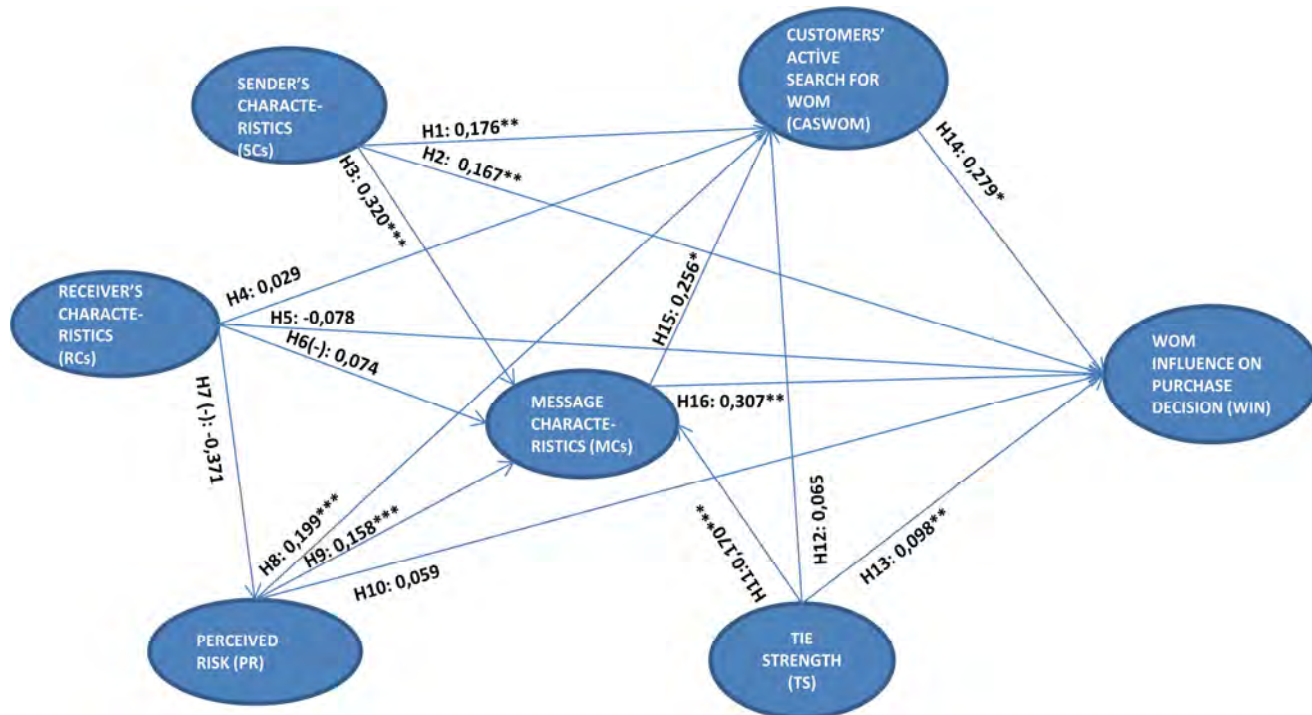 SENDER'S
CHARACTE-
RISTICS
(SCs)
CUSTOMERS'
ACTİVE
SEARCH FOR
WOM
(CASWOM)
H1: 0,176**
H2: 0,167**
H3: 0,320***
H14: 0,279*
RECEIVER'S
CHARACTE-
RISTICS
(RCs)
H4: 0,029
H5: -0,078
H6(-): 0,074
H7 (-): -0,371
H15: 0,256*
WOM
INFLUENCE ON
PURCHASE
DECISION (WIN)
MESSAGE
CHARACTE-
RISTICS (MCs)
H16: 0,307**
H8: 0,199***
H9: 0,158***
H10: 0,059
H11:0,170***
H12: 0,065
H13: 0,098**
PERCEIVED
RISK (PR)
TIE
STRENGTH
(TS)